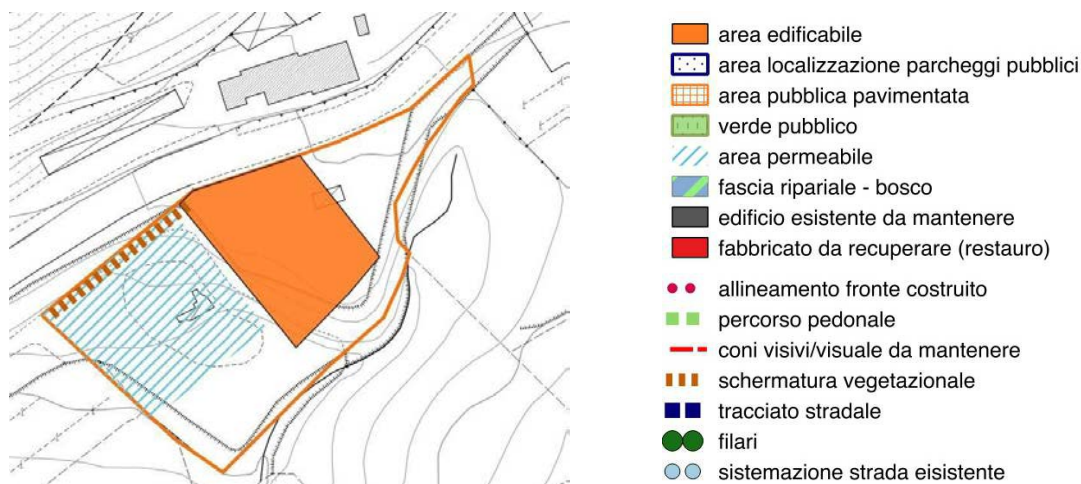 area edificabile
area localizzazione parcheggi pubblici
area pubblica pavimentata
verde pubblico
area permeabile
fascia ripariale - bosco
edificio esistente da mantenere
fabbricato da recuperare (restauro)
allineamento fronte costruito
percorso pedonale
coni visivi/visuale da mantenere
schermatura vegetazionale
tracciato stradale
filari
sistemazione strada eisistente